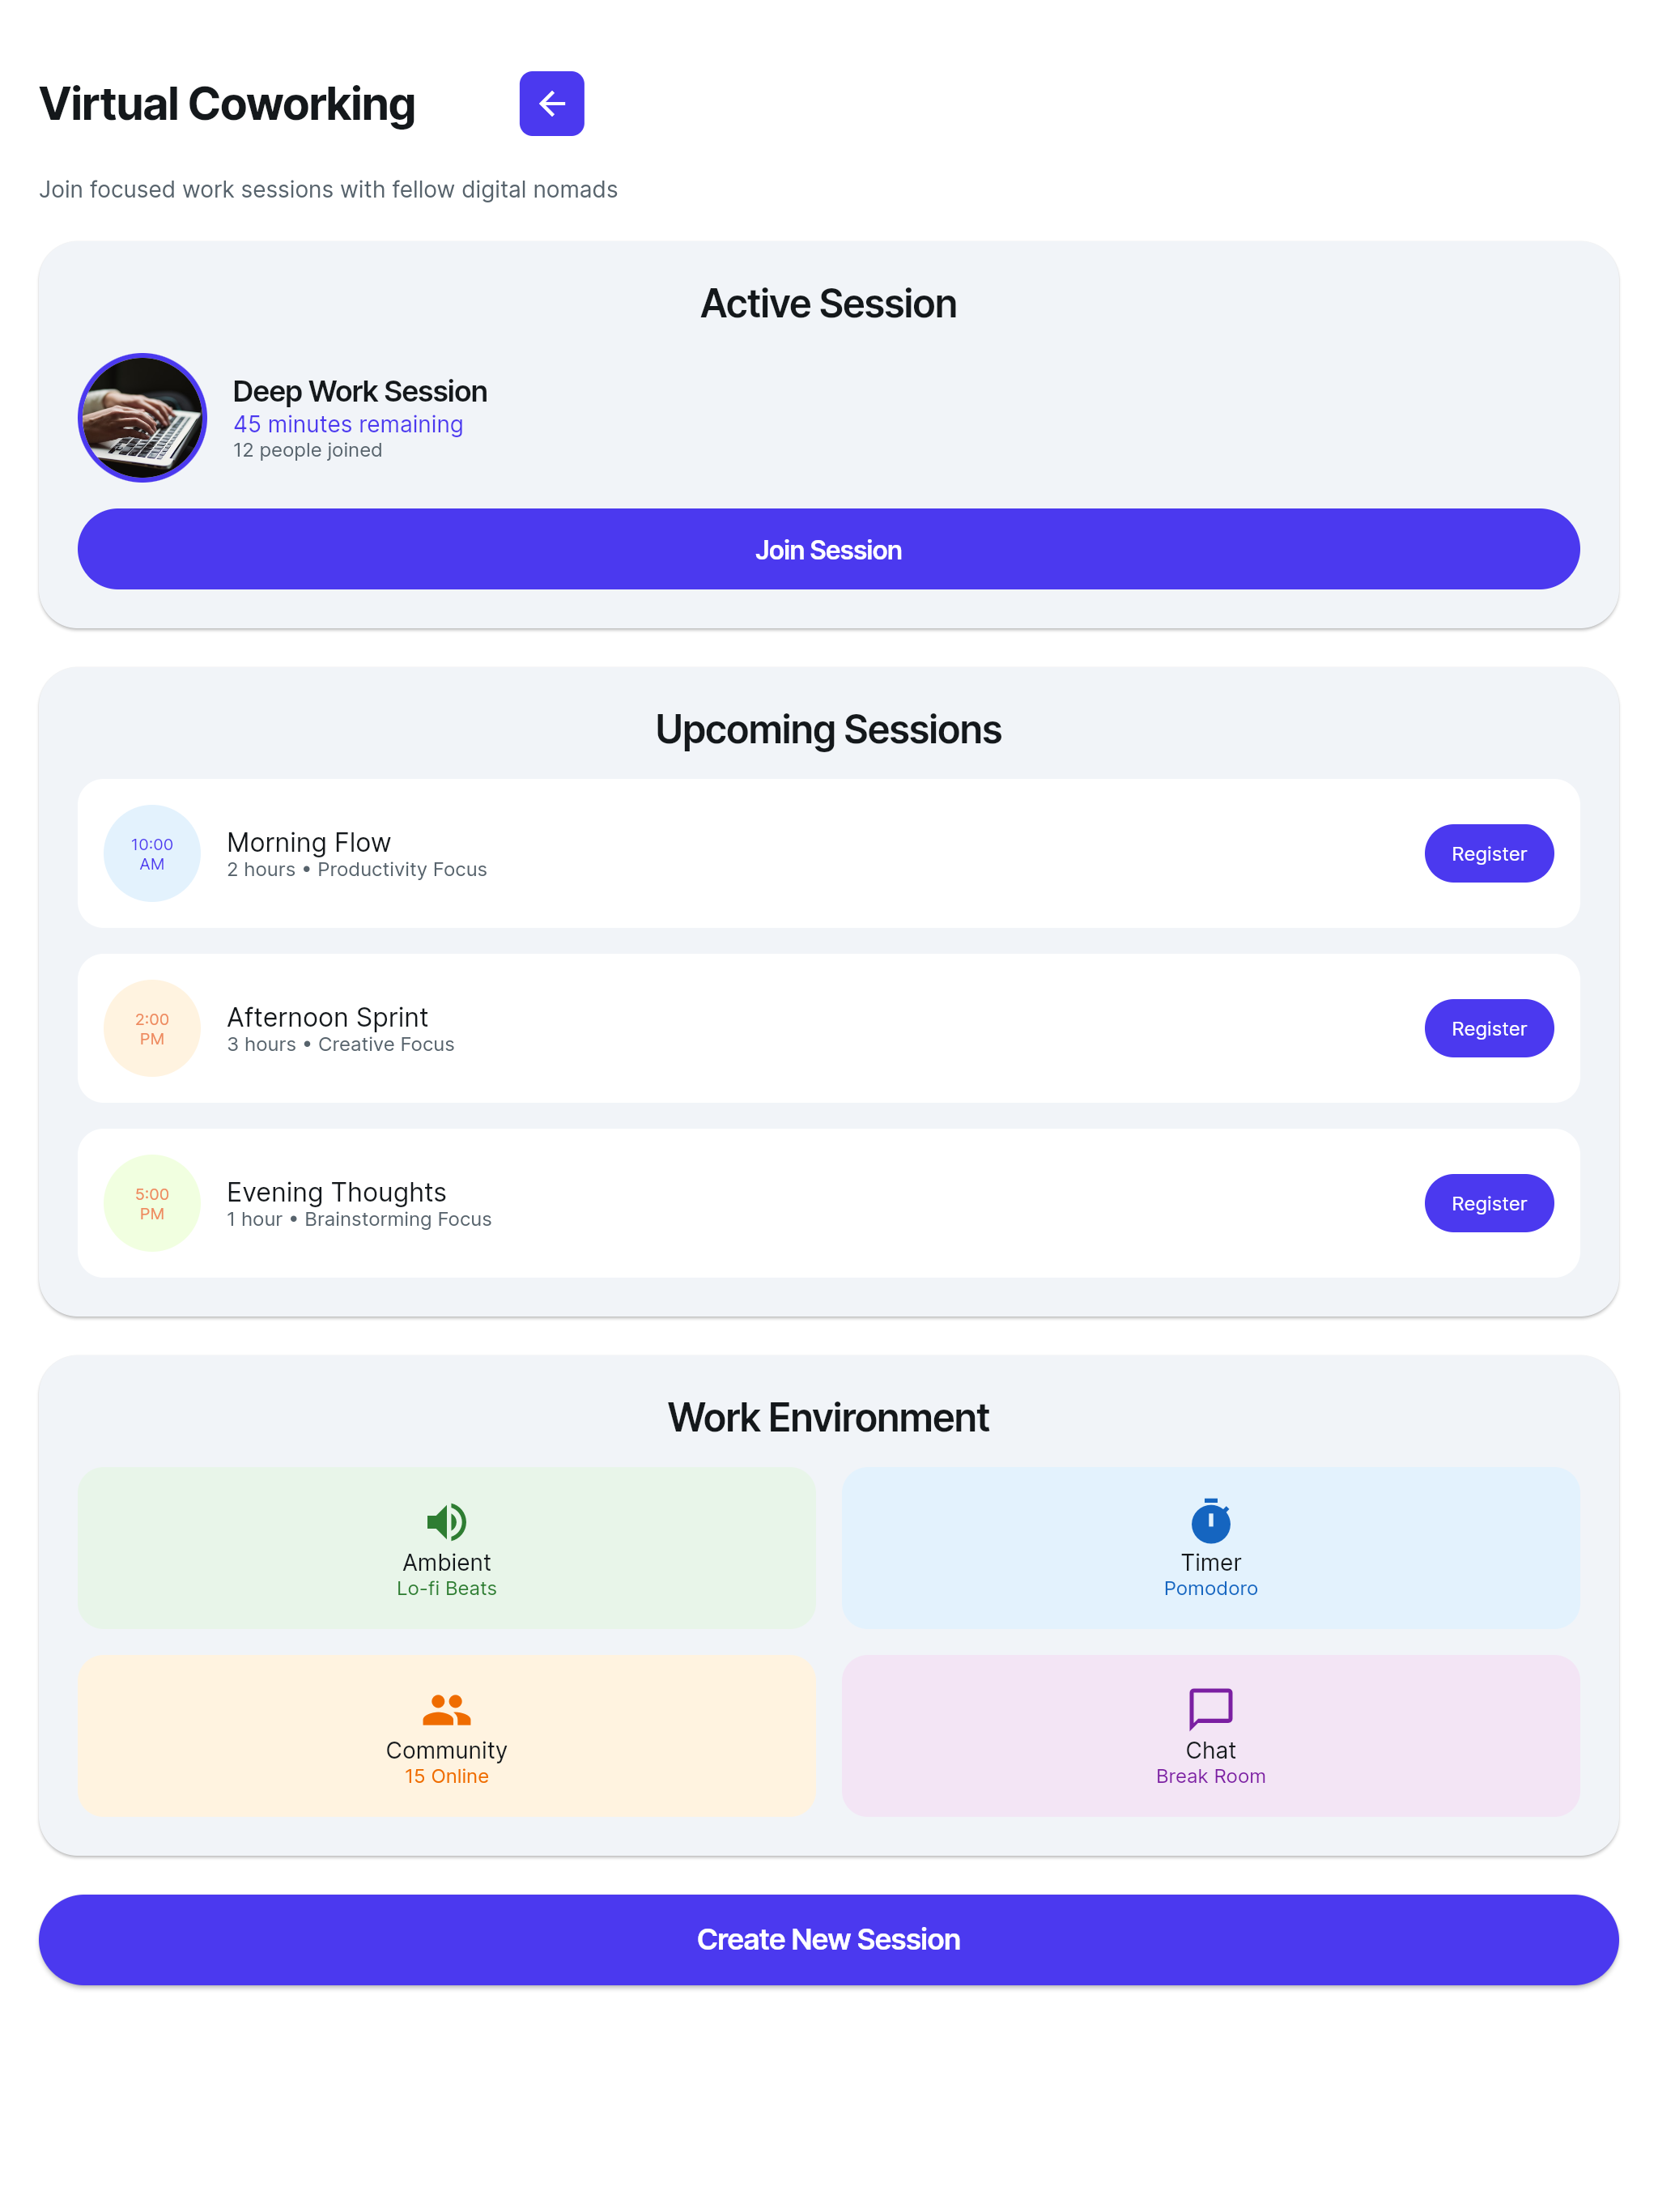 Virtual Coworking
Join focused work sessions with fellow digital nomads
Active Session
Deep Work Session
45 minutes remaining
12 people joined
Join Session
Upcoming Sessions
10:00
AM
Morning Flow
2 hours • Productivity Focus
Register
2:00
PM
Afternoon Sprint
3 hours • Creative Focus
Register
5:00
PM
Evening Thoughts
1 hour • Brainstorming Focus
Register
Work Environment
Ambient
Lo-fi Beats
Timer
Pomodoro
Community
15 Online
Chat
Break Room
Create New Session